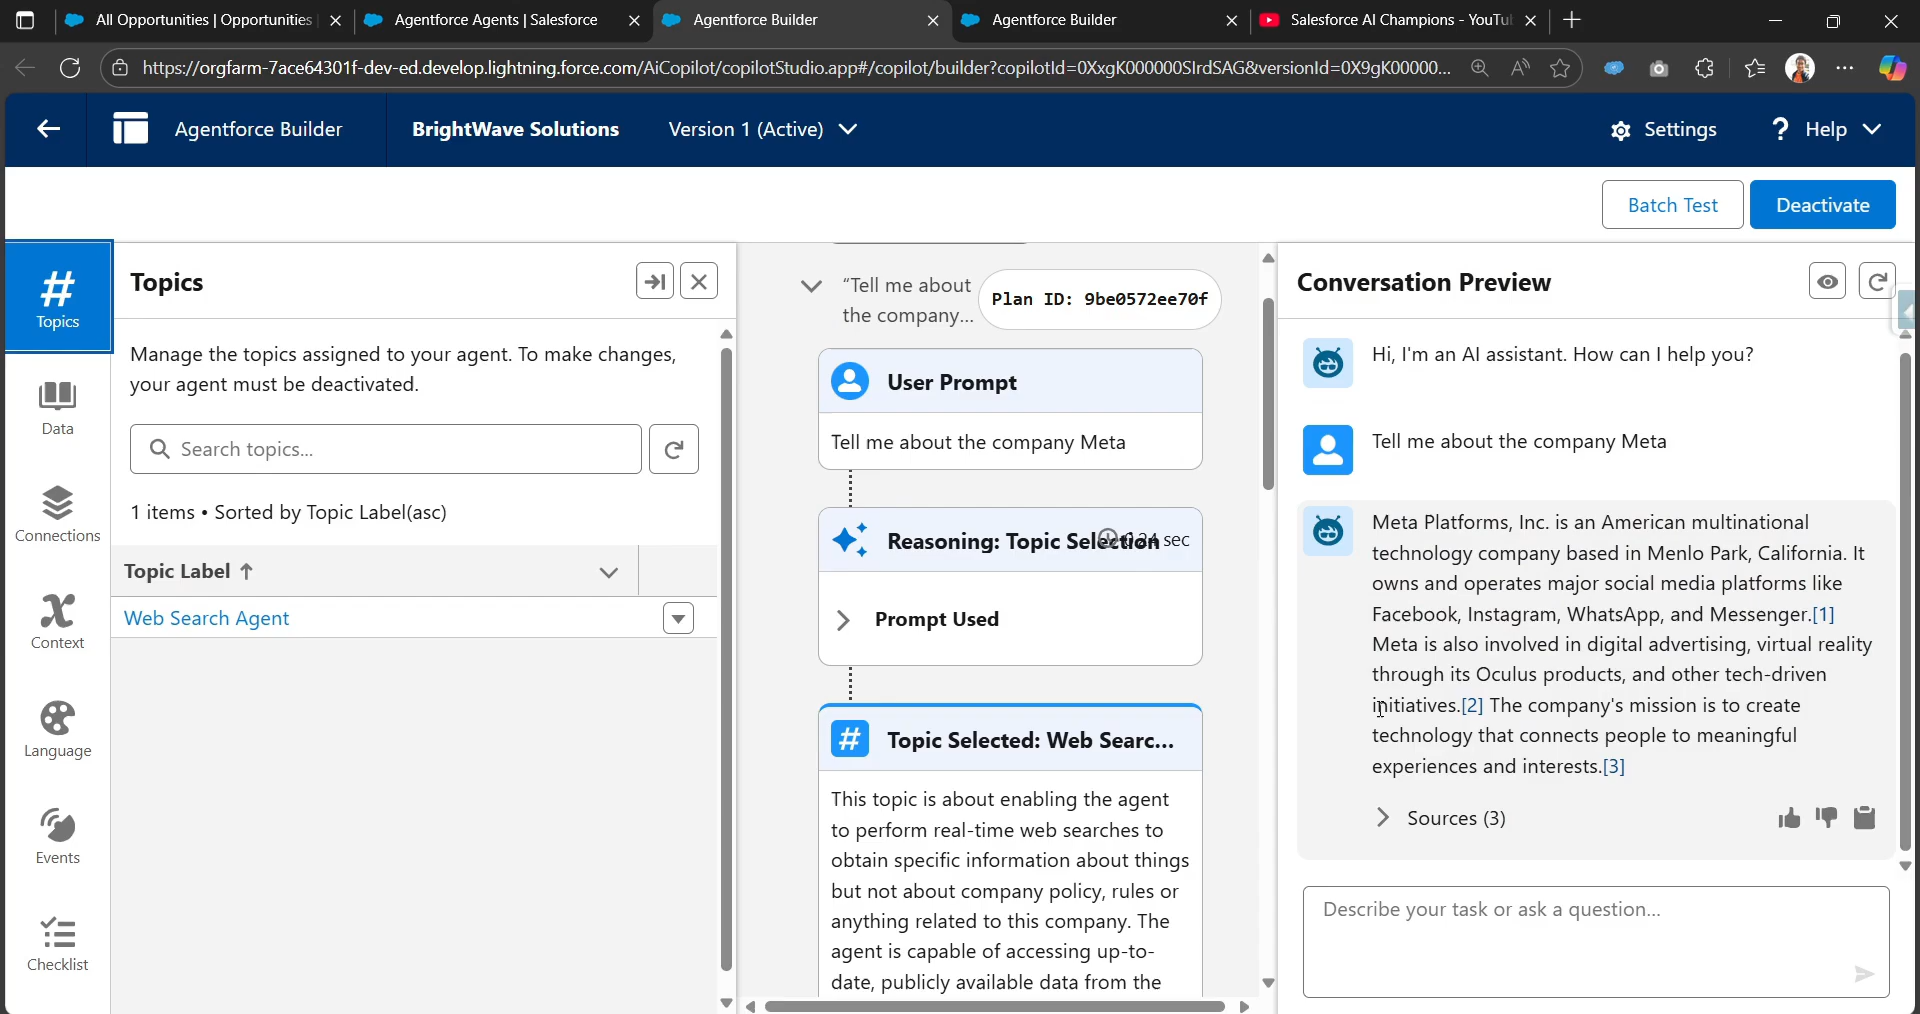 All Opportunities | Opportunities
Agentforce Agents | Salesforce
Agentforce Builder
Agentforce Builder
Salesforce AI Champions - YouTu
https://orgfarm-7ace64301f-dev-ed.develop.lightning.force.com/AiCopilot/copilotStudio.app#/copilot/builder?copilotId=0XxgK000000SIrdSAG&versionId=0X9gK00000...
Agentforce Builder
BrightWave Solutions
Version 1 (Active)
Settings
? Help
Batch Test
Deactivate
Topics
Data
Connections
Context
Language
Events
Checklist
Topics
Manage the topics assigned to your agent. To make changes,
your agent must be deactivated.
Search topics...
1 items • Sorted by Topic Label(asc)
Topic Label ↑
Web Search Agent
“Tell me about
the company...
Plan ID: 9be0572ee70f
User Prompt
Tell me about the company Meta
Reasoning: Topic Selection
0.24 sec
Prompt Used
Topic Selected: Web Searc...
This topic is about enabling the agent
to perform real-time web searches to
obtain specific information about things
but not about company policy, rules or
anything related to this company. The
agent is capable of accessing up-to-
date, publicly available data from the
Conversation Preview
Hi, I'm an AI assistant. How can I help you?
Tell me about the company Meta
Meta Platforms, Inc. is an American multinational
technology company based in Menlo Park, California. It
owns and operates major social media platforms like
Facebook, Instagram, WhatsApp, and Messenger.[1]
Meta is also involved in digital advertising, virtual reality
through its Oculus products, and other tech-driven
initiatives.[2] The company's mission is to create
technology that connects people to meaningful
experiences and interests.[3]
Sources (3)
Describe your task or ask a question...